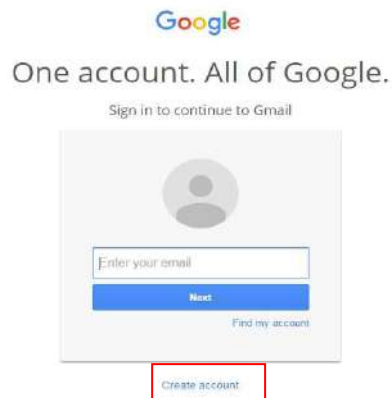 Google
One account. All of Google.
Sign in to continue to Gmail
Enter your email
Next
Find my account
Create account